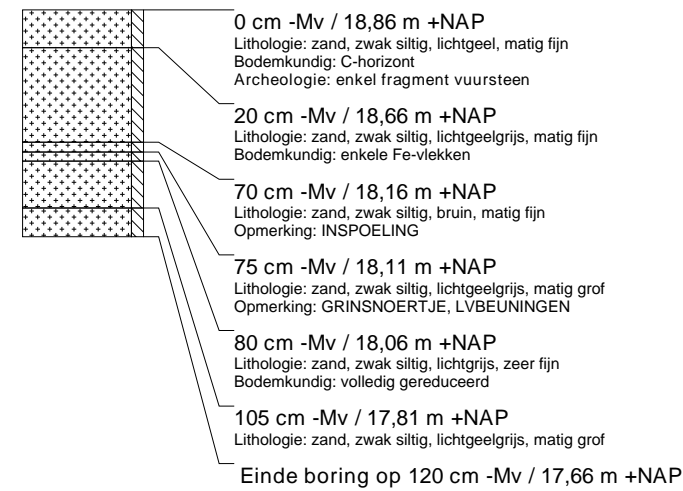 0 cm -Mv / 18,86 m +NAP
Lithologie: zand, zwak siltig, lichtgeel, matig fijn
Bodemkundig: C-horizont
Archeologie: enkel fragment vuursteen
20 cm -Mv / 18,66 m +NAP
Lithologie: zand, zwak siltig, lichtgeelgrijs, matig fijn
Bodemkundig: enkele Fe-vlekken
70 cm -Mv / 18,16 m +NAP
Lithologie: zand, zwak siltig, bruin, matig fijn
Opmerking: INSPOELING
75 cm -Mv / 18,11 m +NAP
Lithologie: zand, zwak siltig, lichtgeelgrijs, matig grof
Opmerking: GRINSNOERTJE, LVBEUNINGEN
80 cm -Mv / 18,06 m +NAP
Lithologie: zand, zwak siltig, lichtgrijs, zeer fijn
Bodemkundig: volledig gereduceerd
105 cm -Mv / 17,81 m +NAP
Lithologie: zand, zwak siltig, lichtgeelgrijs, matig grof
Einde boring op 120 cm -Mv / 17,66 m +NAP